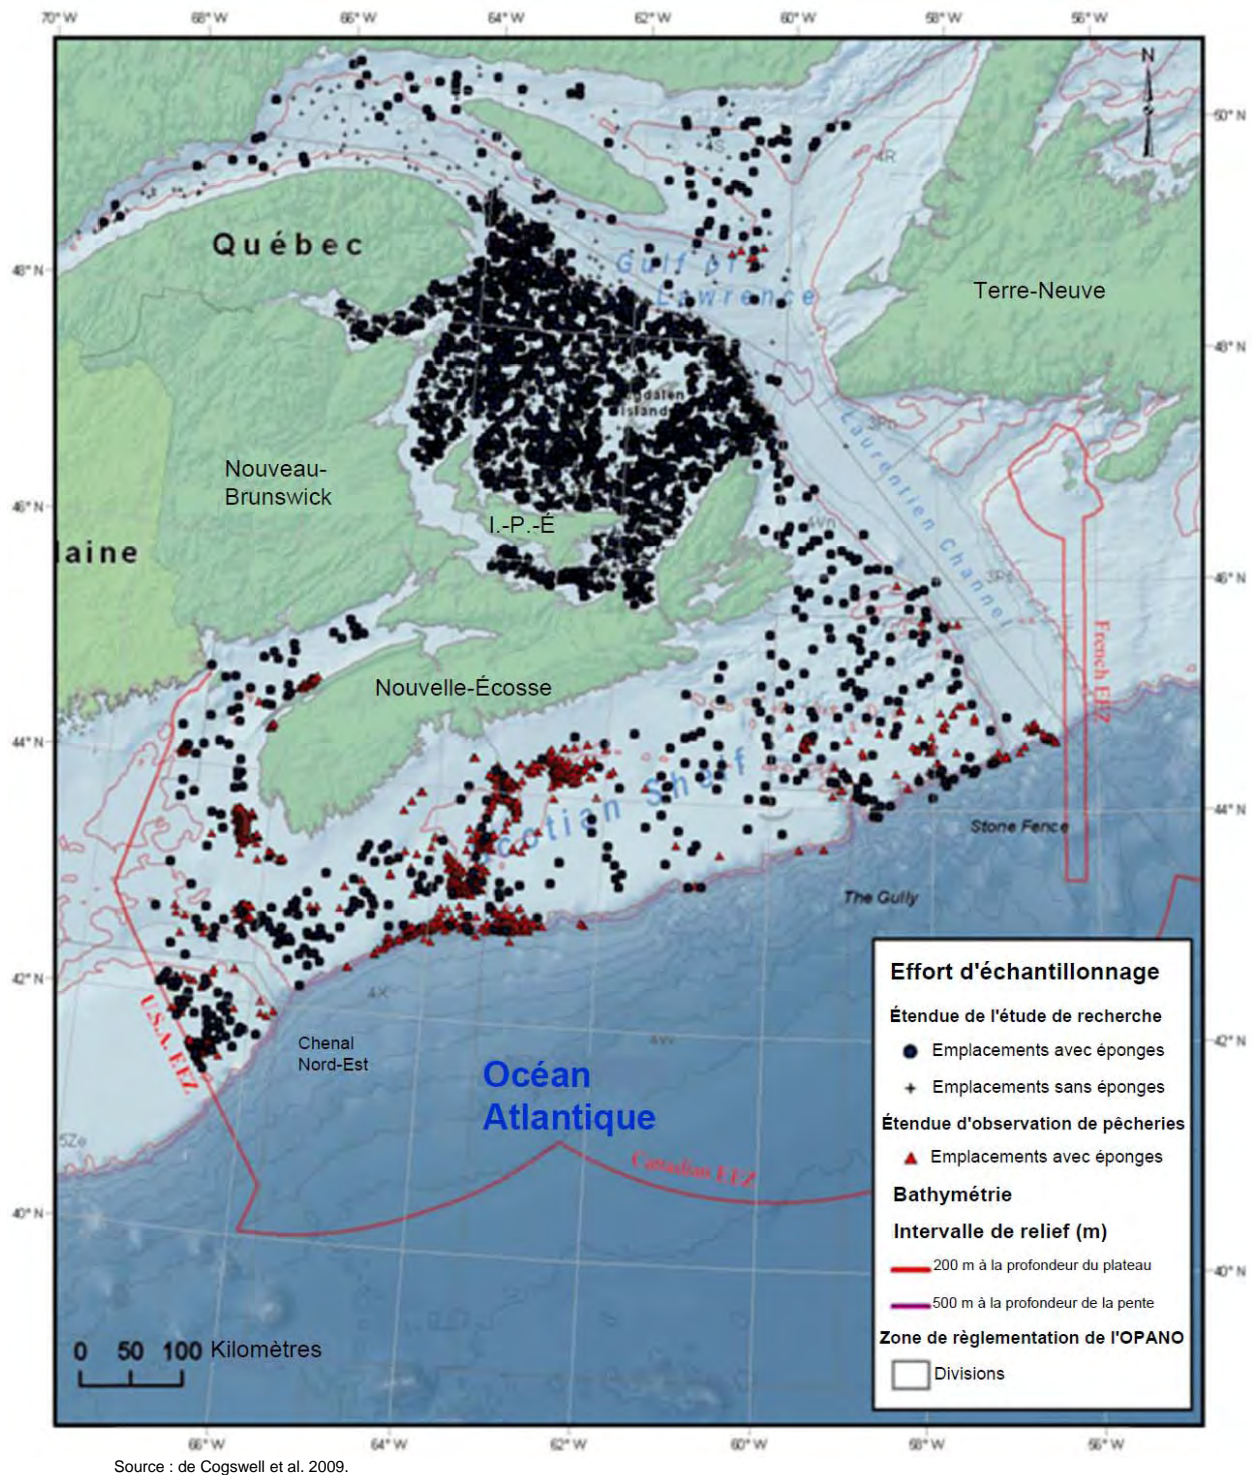 70° W
68° W
66° W
64° W
62° W
60° W
58° W
56° W
N
50° N
4S
4R
Québec
48° N
Gulf of
Lawrence
Terre-Neuve
48° N
Islands
3Pn
Laurentien Channel
Nouveau-
Brunswick
46° N
I.-P.-É
4Vn
laine
3Ps
46° N
French EEZ
Nouvelle-Écosse
44° N
Scotian Shelf
44° N
Stone Fence
The Gully
42° N
4X
U.S.A. EEZ
Chenal
Nord-Est
42° N
Océan
Atlantique
5Ze
Canadian EEZ
40° N
40° N
Effort d'échantillonnage
Étendue de l'étude de recherche
Emplacements avec éponges
Emplacements sans éponges
Étendue d'observation de pêcheries
Emplacements avec éponges
Bathymétrie
Intervalle de relief (m)
200 m à la profondeur du plateau
500 m à la profondeur de la pente
Zone de règlementation de l'OPANO
Divisions
0 50 100 Kilomètres
66° W
64° W
62° W
60° W
58° W
56° W
Source : de Cogswell et al. 2009.